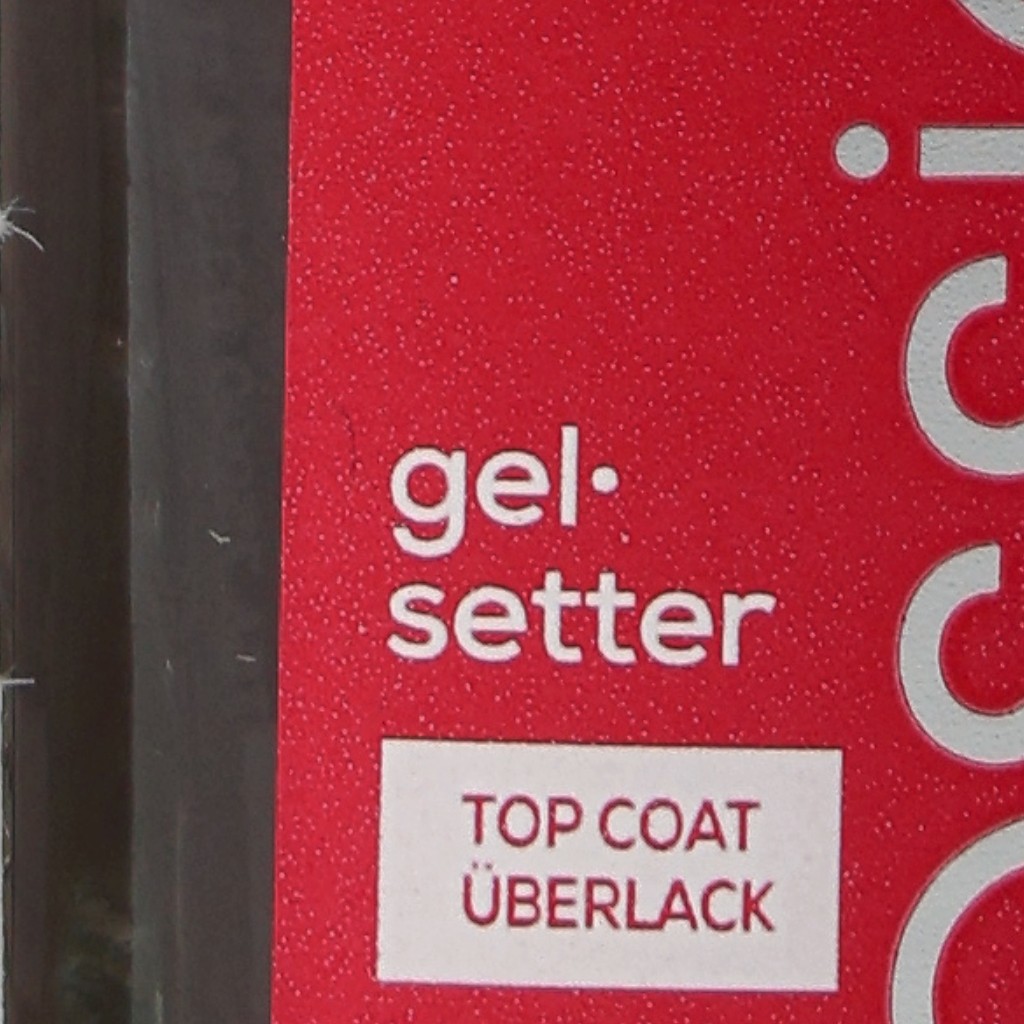 gel·
setter
TOP COAT
ÜBERLACK